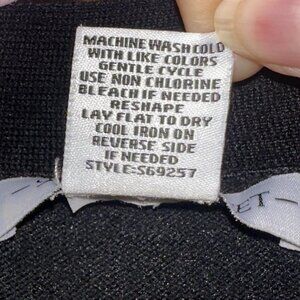 MACHINE WASH COLD
WITH LIKE COLORS
GENTLE CYCLE
USE NON CHLORINE
BLEACH IF NEEDED
RESHAPE
LAY FLAT TO DRY
COOL IRON ON
REVERSE SIDE
IF NEEDED
STYLE:S69257
ET